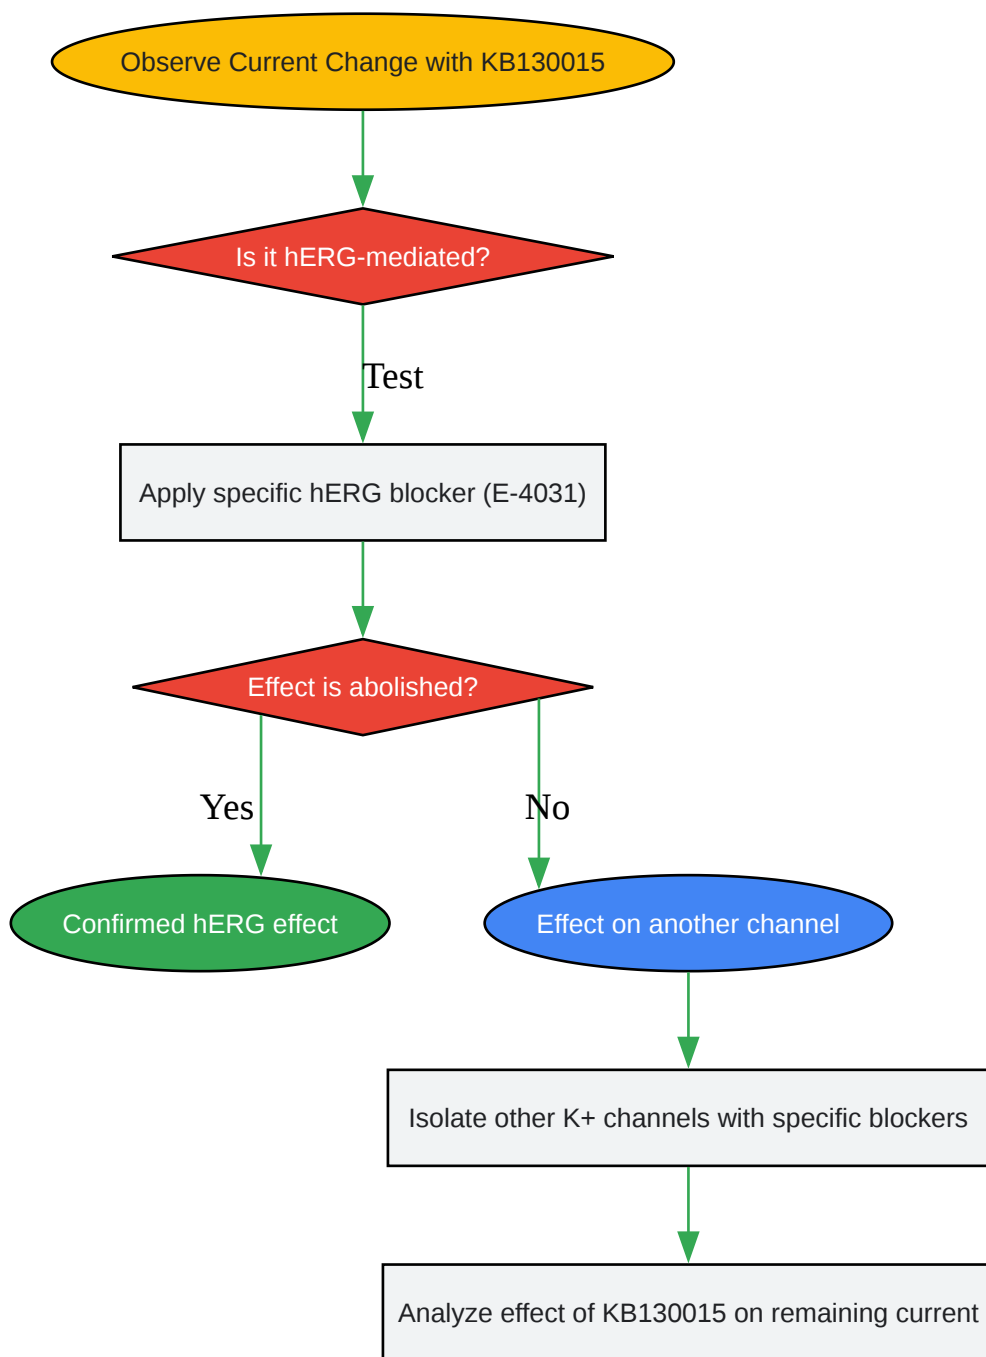 Observe Current Change with KB130015
Is it hERG-mediated?
Test
Apply specific hERG blocker (E-4031)
Effect is abolished?
Yes
No
Confirmed hERG effect
Effect on another channel
Isolate other K+ channels with specific blockers
Analyze effect of KB130015 on remaining current